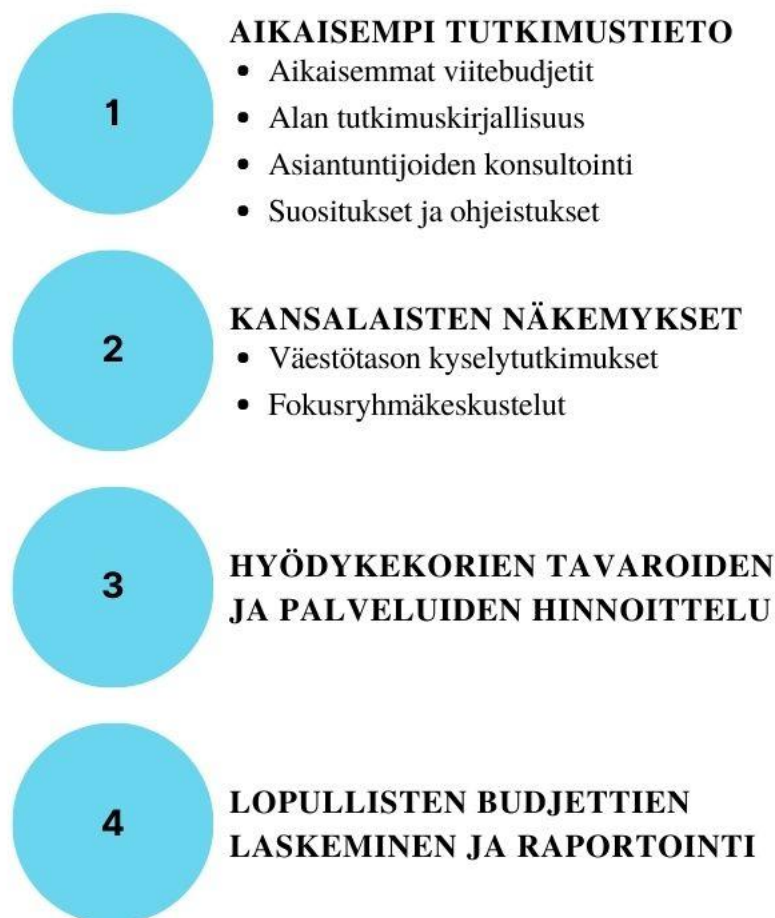 1
AIKAISEMPI TUTKIMUSTIETO
• Aikaisemmat viitebudjetit
• Alan tutkimuskirjallisuus
• Asiantuntijoiden konsultointi
• Suositukset ja ohjeistukset
2
KANSALAISTEN NÄKEMYKSET
• Väestötason kyselytutkimukset
• Fokusryhmäkeskustelut
3
HYÖDYKEKORIEN TAVAROIDEN
JA PALVELUIDEN HINNOITTELU
4
LOPULLISTEN BUDJETTIEN
LASKEMINEN JA RAPORTOINTI